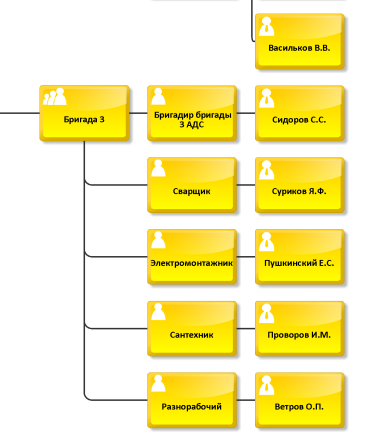 Васильков В.В.
Бригада 3
Бригадир бригады
3 АДС
Сидоров С.С.
Сварщик
Суриков Я.Ф.
Электромонтажник
Пушкинский Е.С.
Сантехник
Проворов И.М.
Разнорабочий
Ветров О.П.